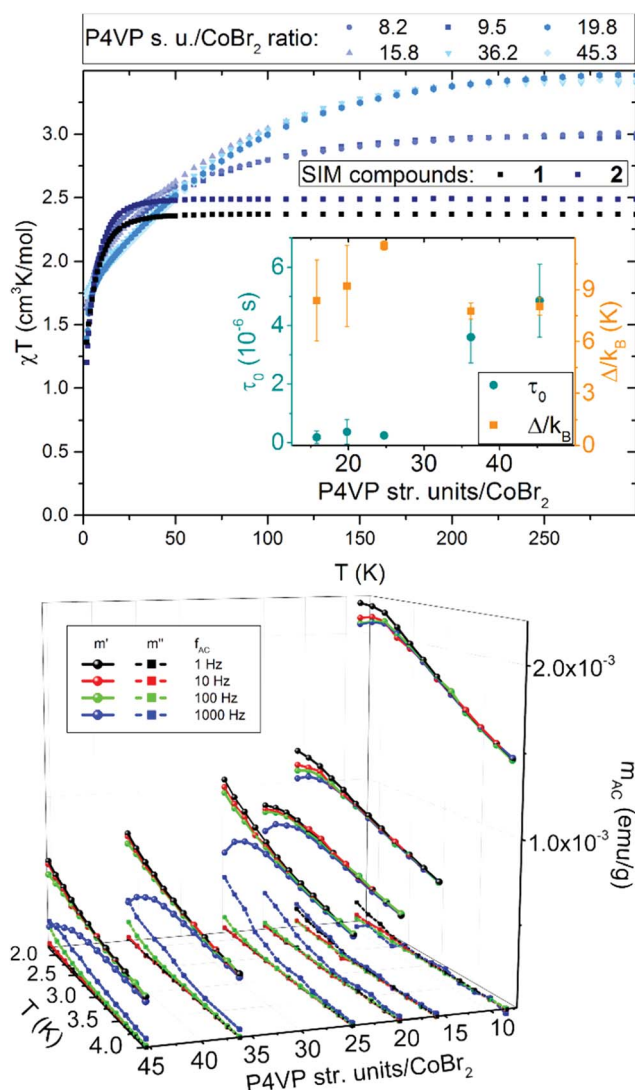 P4VP s. u./CoBr2 ratio: 8.2 9.5 19.8
15.8 36.2 45.3
3.0
2.5
2.0
1.5
1.0
0.5
0.0
χT (cm³K/mol)
SIM compounds: 1 2
6
4
2
0
τ0 (10⁻⁶ s)
9
6
3
0
Δ/kB (K)
τ0
Δ/kB
20 30 40
P4VP str. units/CoBr2
0 50 100 150 200 250
T (K)
m' m'' fAC
1 Hz
10 Hz
100 Hz
1000 Hz
2.0x10⁻³
1.0x10⁻³
mAC (emu/g)
2.0
2.5
3.0
3.5
4.0
T (K)
45 40 35 30 25 20 15 10
P4VP str. units/CoBr2